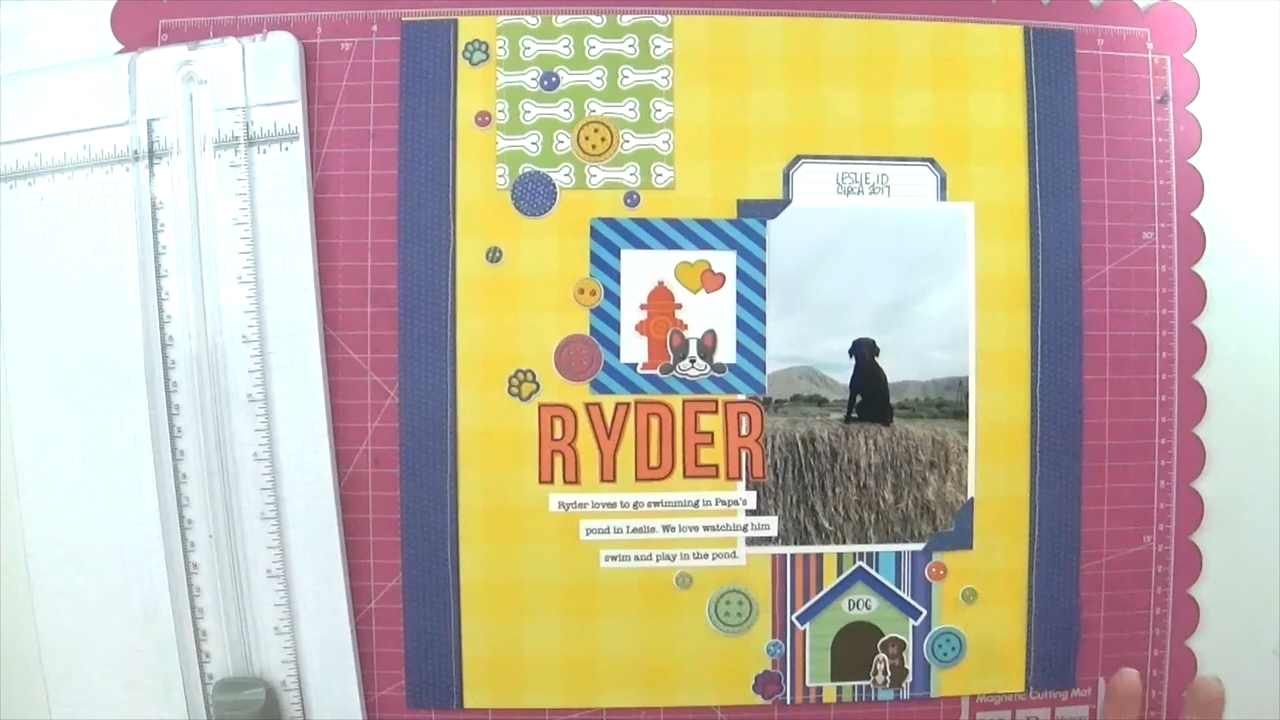 LESLIE, ID
CIRCA 2017
RYDER
Ryder loves to go swimming in Papa's
pond in Leslie. We love watching him
swim and play in the pond.
DOG
Magnetic Cutting Mat